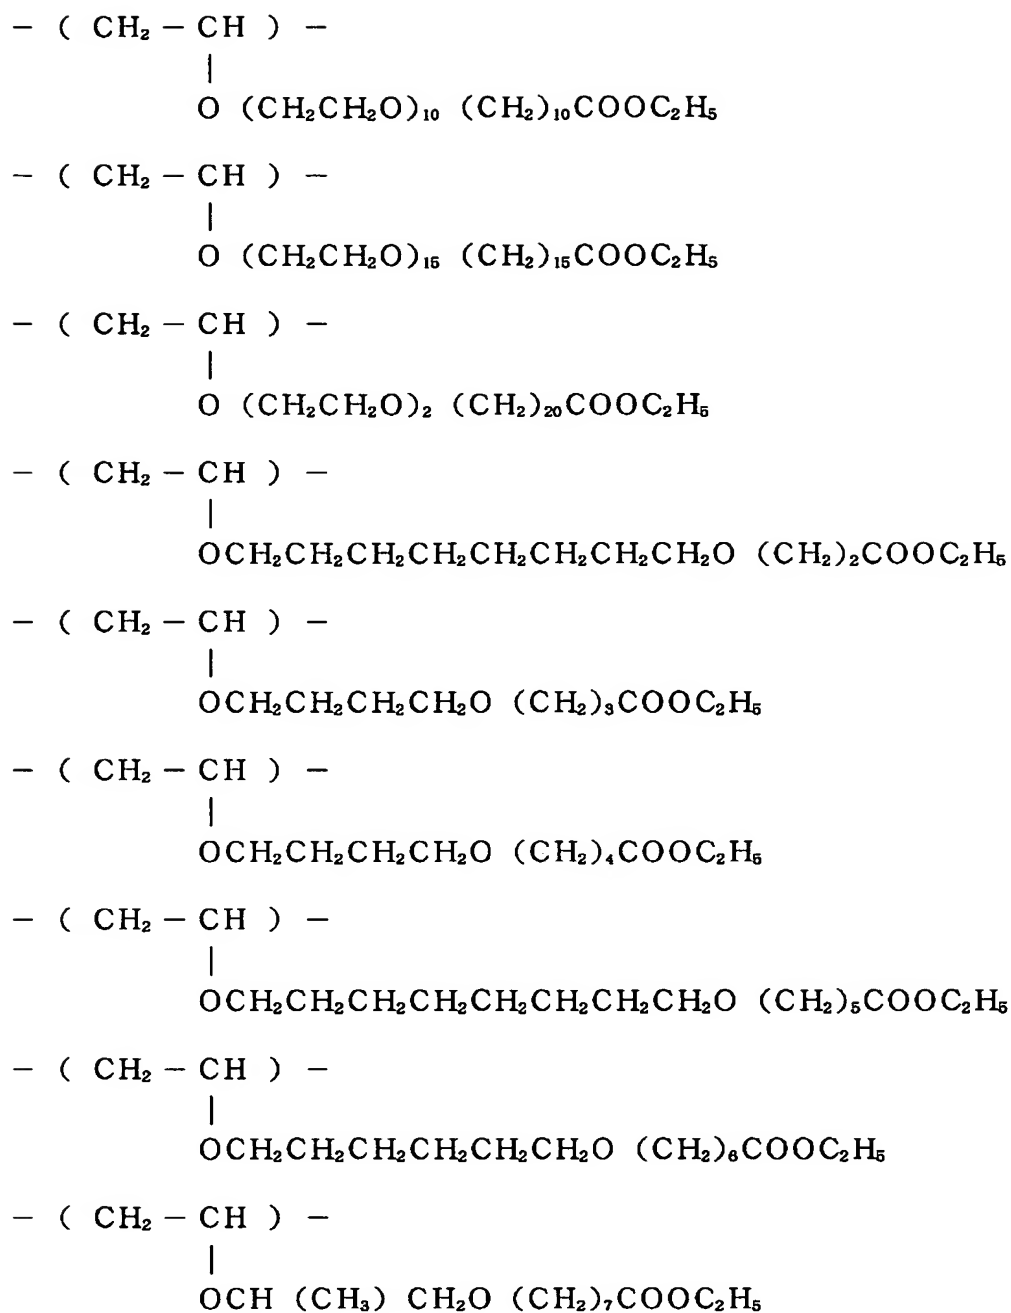 — ( CH₂ — CH ) —
|
O (CH₂CH₂O)₁₀ (CH₂)₁₀COOC₂H₅
— ( CH₂ — CH ) —
|
O (CH₂CH₂O)₁₅ (CH₂)₁₅COOC₂H₅
— ( CH₂ — CH ) —
|
O (CH₂CH₂O)₂ (CH₂)₂₀COOC₂H₅
— ( CH₂ — CH ) —
|
OCH₂CH₂CH₂CH₂CH₂CH₂CH₂CH₂O (CH₂)₂COOC₂H₅
— ( CH₂ — CH ) —
|
OCH₂CH₂CH₂CH₂O (CH₂)₃COOC₂H₅
— ( CH₂ — CH ) —
|
OCH₂CH₂CH₂CH₂O (CH₂)₄COOC₂H₅
— ( CH₂ — CH ) —
|
OCH₂CH₂CH₂CH₂CH₂CH₂CH₂CH₂O (CH₂)₅COOC₂H₅
— ( CH₂ — CH ) —
|
OCH₂CH₂CH₂CH₂CH₂CH₂O (CH₂)₆COOC₂H₅
— ( CH₂ — CH ) —
|
OCH (CH₃) CH₂O (CH₂)₇COOC₂H₅